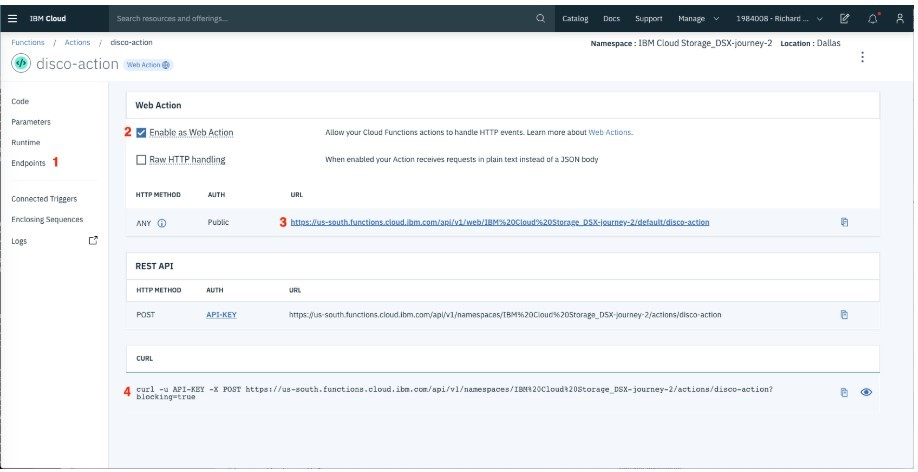 IBM Cloud
Search resources and offerings...
Catalog Docs Support Manage 1984008 - Richard ...
Functions / Actions / disco-action
Namespace : IBM Cloud Storage_DSX-journey-2 Location : Dallas
</> disco-action Web Action
Code
Parameters
Runtime
Endpoints 1
Connected Triggers
Enclosing Sequences
Logs
Web Action
2 Enable as Web Action Allow your Cloud Functions actions to handle HTTP events. Learn more about Web Actions.
Raw HTTP handling When enabled your Action receives requests in plain text instead of a JSON body
HTTP METHOD AUTH URL
ANY Public 3 https://us-south.functions.cloud.ibm.com/api/v1/web/IBM%20Cloud%20Storage_DSX-journey-2/default/disco-action
REST API
HTTP METHOD AUTH URL
POST API-KEY https://us-south.functions.cloud.ibm.com/api/v1/namespaces/IBM%20Cloud%20Storage_DSX-journey-2/actions/disco-action
CURL
4 curl -u API-KEY -X POST https://us-south.functions.cloud.ibm.com/api/v1/namespaces/IBM%20Cloud%20Storage_DSX-journey-2/actions/disco-action?
blocking=true